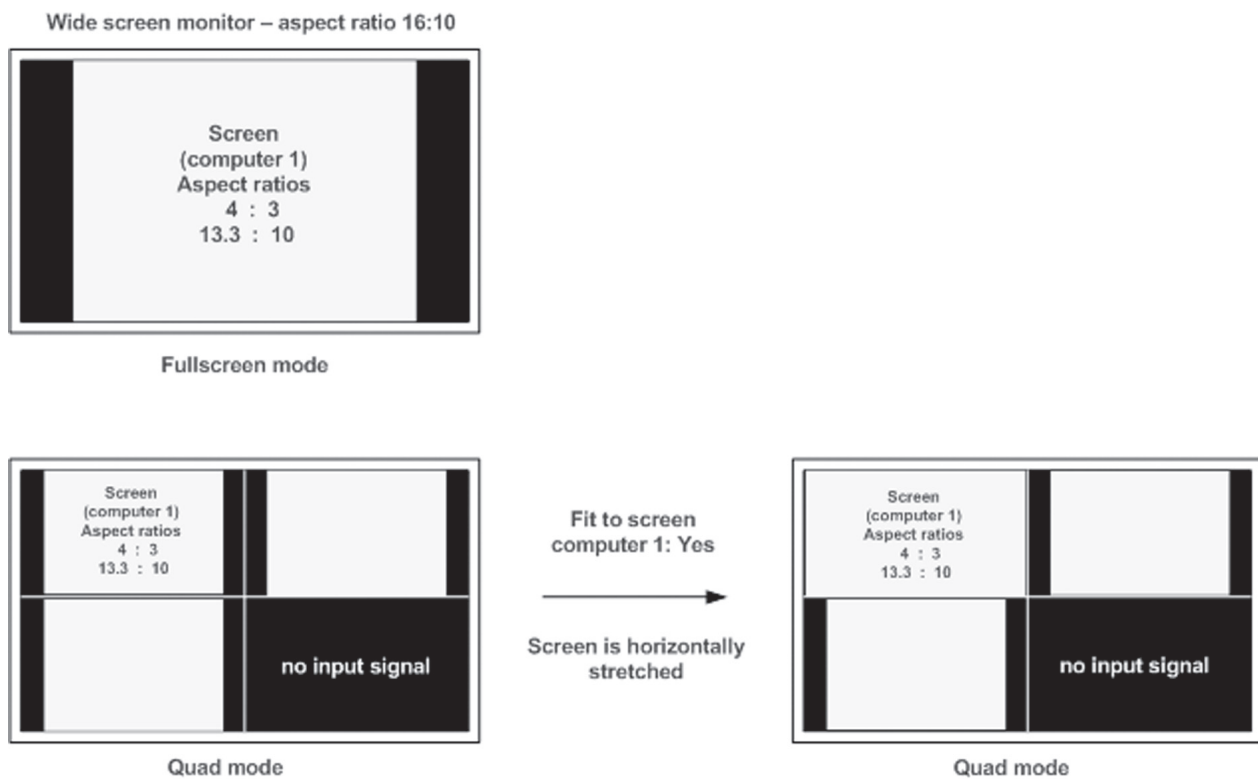 Wide screen monitor – aspect ratio 16:10
Screen
(computer 1)
Aspect ratios
4 : 3
13.3 : 10
Fullscreen mode
Screen
(computer 1)
Aspect ratios
4 : 3
13.3 : 10
no input signal
Quad mode
Fit to screen
computer 1: Yes
Screen is horizontally
stretched
Screen
(computer 1)
Aspect ratios
4 : 3
13.3 : 10
no input signal
Quad mode